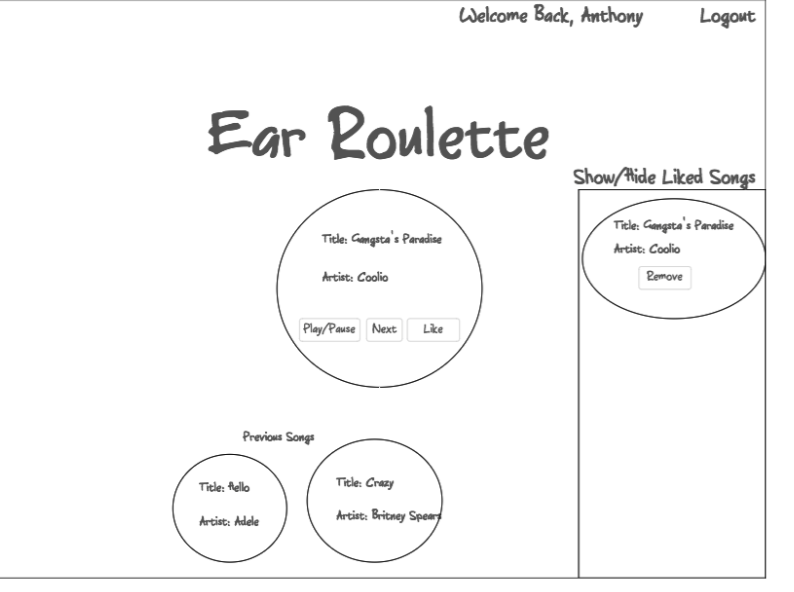 Welcome Back, Anthony Logout
Ear Roulette
Show/Hide Liked Songs
Title: Gangsta's Paradise
Artist: Coolio
Play/Pause Next Like
Title: Gangsta's Paradise
Artist: Coolio
Remove
Previous Songs
Title: Hello
Artist: Adele
Title: Crazy
Artist: Britney Spears